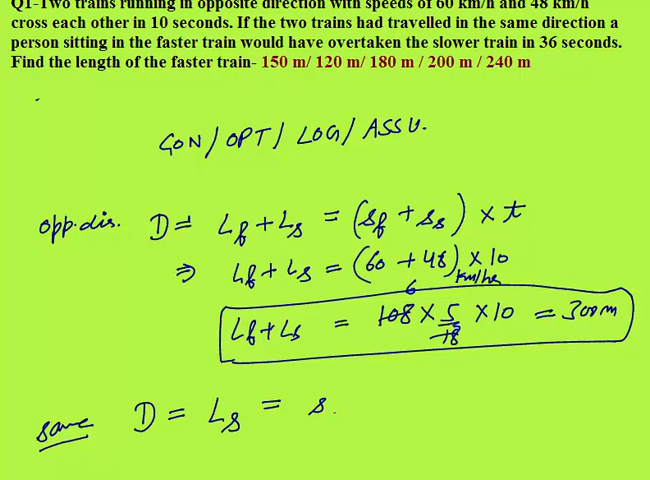 Q1-Two trains running in opposite direction with speeds of 60 km/h and 48 km/h
cross each other in 10 seconds. If the two trains had travelled in the same direction a
person sitting in the faster train would have overtaken the slower train in 36 seconds.
Find the length of the faster train- 150 m/ 120 m/ 180 m / 200 m / 240 m
CON/OPT/ LOG/ ASSU.
opp.dis. D = Lf + Ls = (sf + ss) × t
⇒ Lf + Ls = (60 + 48) × 10
km/hr
6
Lf + Ls = 108 × 5/18 × 10 = 300m
same D = Ls = s.